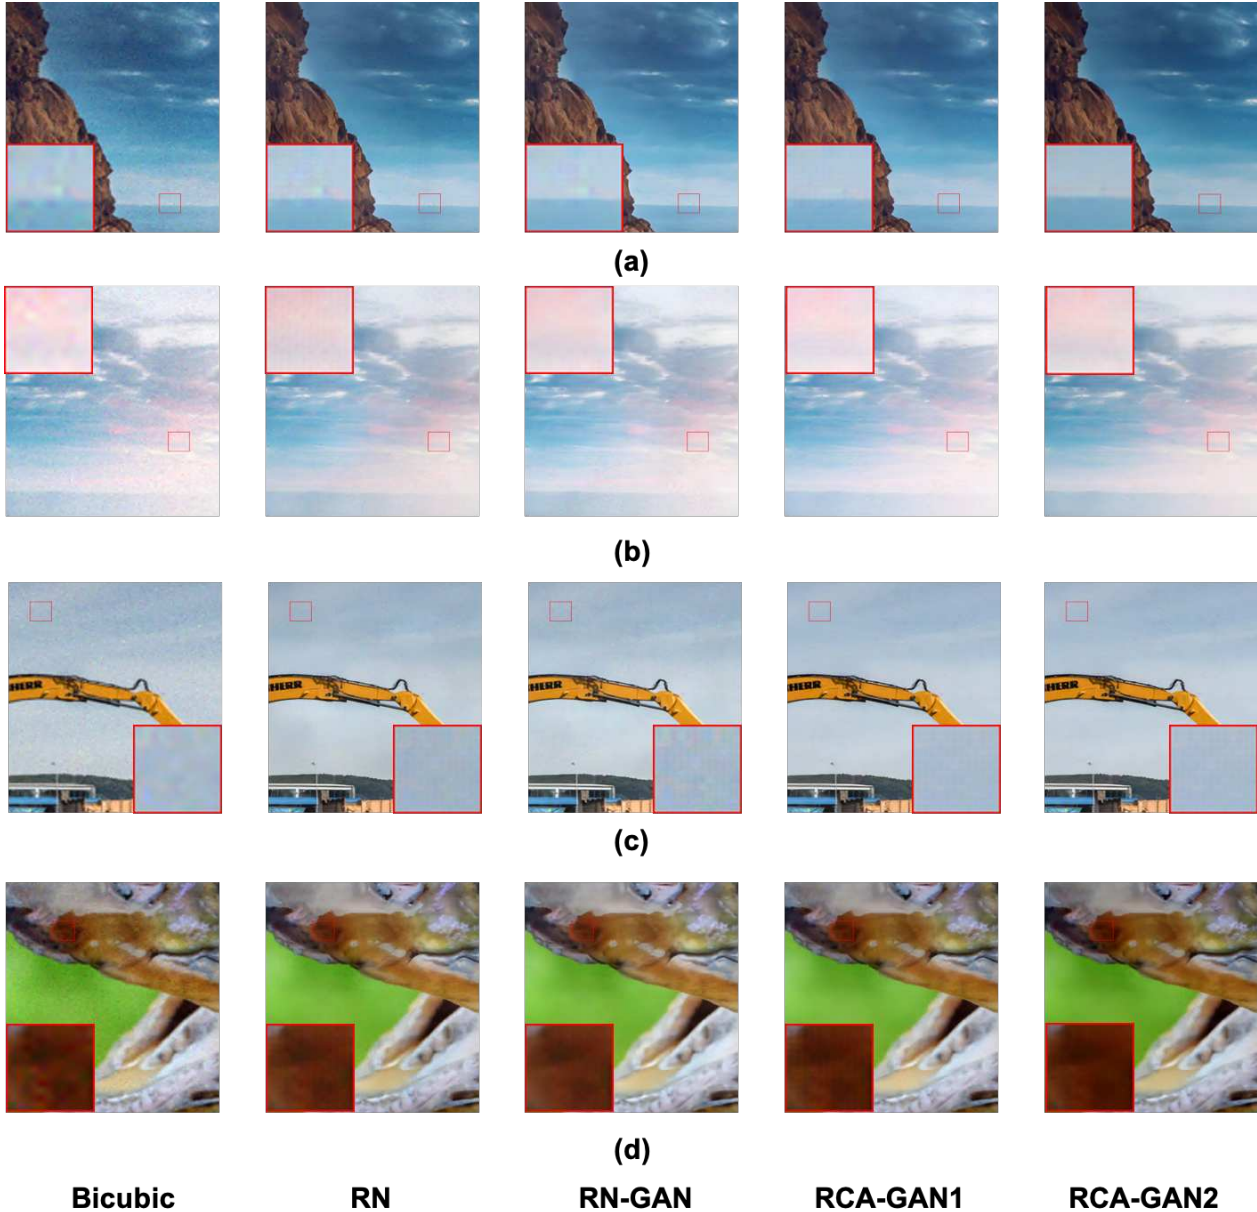 (a)
(b)
HERR HERR HERR HERR HERR
(c)
(d)
Bicubic RN RN-GAN RCA-GAN1 RCA-GAN2